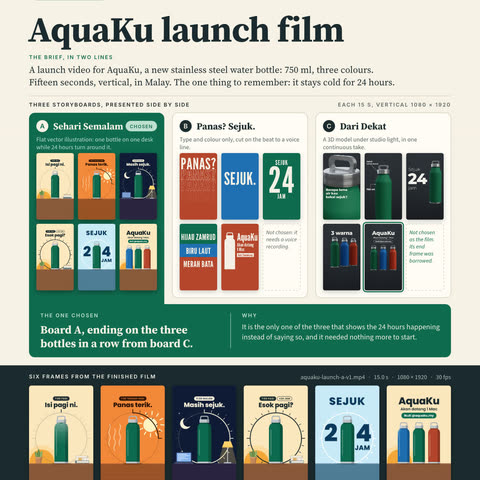 AquaKu launch film
THE BRIEF, IN TWO LINES
A launch video for AquaKu, a new stainless steel water bottle: 750 ml, three colours.
Fifteen seconds, vertical, in Malay. The one thing to remember: it stays cold for 24 hours.
THREE STORYBOARDS, PRESENTED SIDE BY SIDE
EACH 15 S, VERTICAL 1080 × 1920
A Sehari Semalam CHOSEN
Flat vector illustration: one bottle on one desk
while 24 hours turn around it.
Isi pagi ni.
Panas terik.
Masih sejuk.
Esok pagi?
SEJUK
24
JAM
AquaKu
B Panas? Sejuk.
Type and colour only, cut on the beat to a voice
line.
PANAS?
SEJUK.
SEJUK
24
JAM
HIJAU ZAMRUD
BIRU LAUT
MERAH BATA
AquaKu
Not chosen: it
needs a voice
recording
C Dari Dekat
A 3D model under studio light, in one
continuous take.
24
jam
3 warna
AquaKu
Not chosen
as the film.
Its end
frame was
borrowed.
THE ONE CHOSEN
Board A, ending on the three
bottles in a row from board C.
WHY
It is the only one of the three that shows the 24 hours happening
instead of saying so, and it needed nothing more to start.
SIX FRAMES FROM THE FINISHED FILM
aquaku-launch-a-v1.mp4 · 15.0 s · 1080 × 1920 · 30 fps
Isi pagi ni.
Panas terik.
Masih sejuk.
Esok pagi?
SEJUK
24
JAM
AquaKu
Akan datang 1 Mac